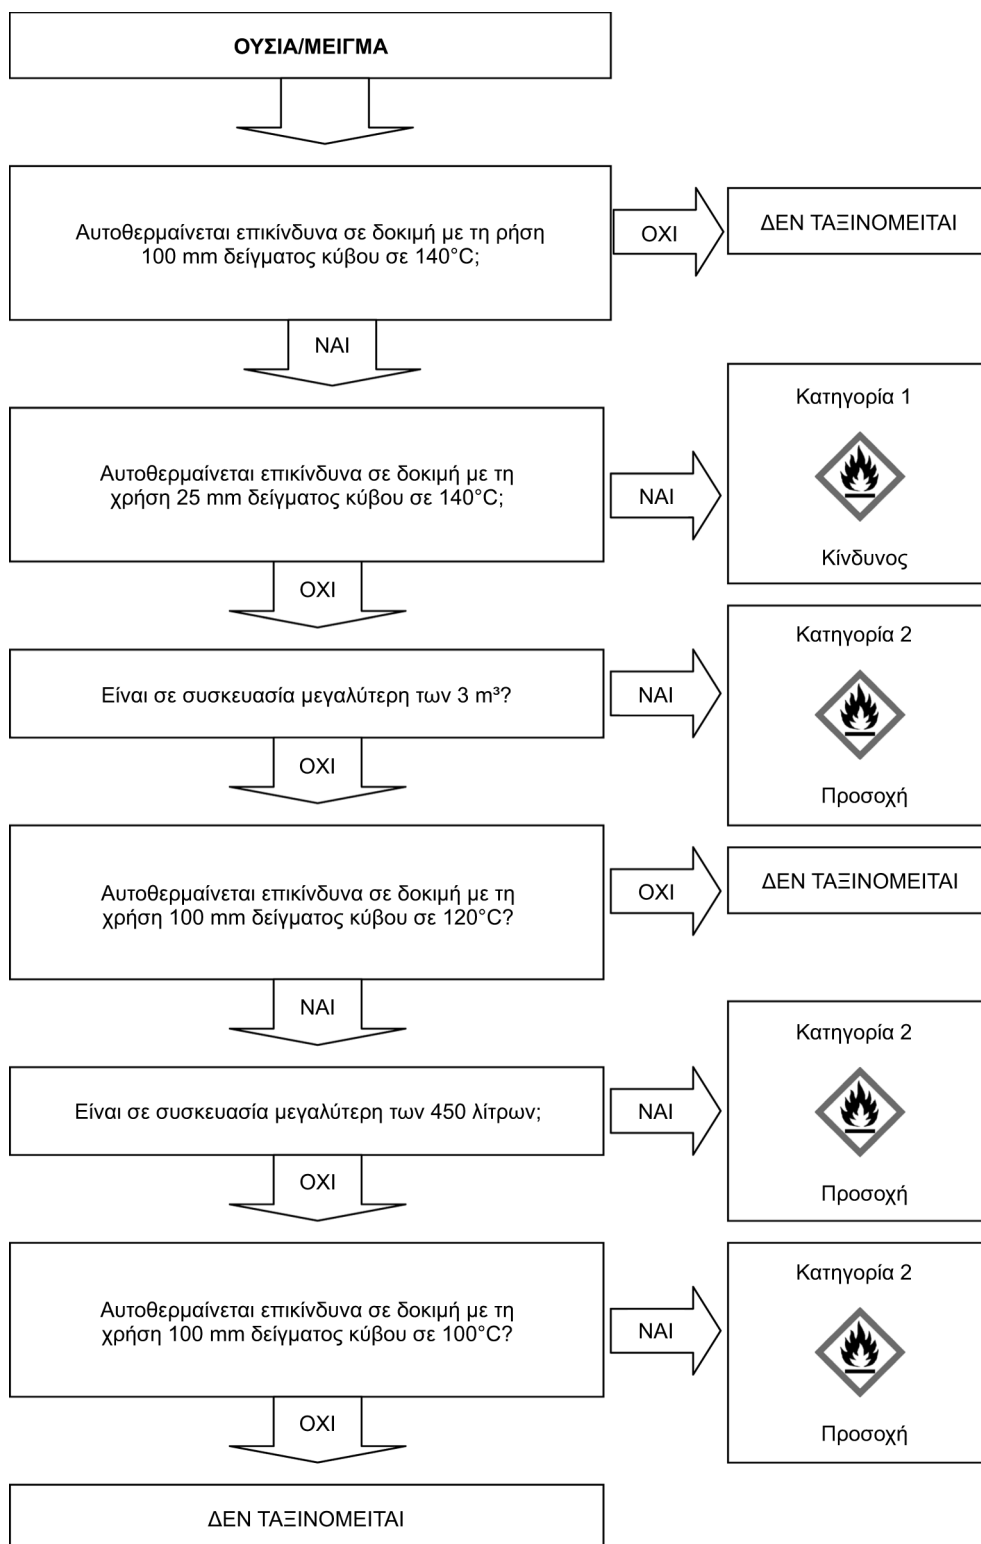 ΟΥΣΙΑ/ΜΕΙΓΜΑ
Αυτοθερμαίνεται επικίνδυνα σε δοκιμή με τη ρήση
100 mm δείγματος κύβου σε 140°C;
ΟΧΙ
ΔΕΝ ΤΑΞΙΝΟΜΕΙΤΑΙ
ΝΑΙ
Αυτοθερμαίνεται επικίνδυνα σε δοκιμή με τη
χρήση 25 mm δείγματος κύβου σε 140°C;
ΝΑΙ
Κατηγορία 1
Κίνδυνος
ΟΧΙ
Είναι σε συσκευασία μεγαλύτερη των 3 m³?
ΝΑΙ
Κατηγορία 2
Προσοχή
ΟΧΙ
Αυτοθερμαίνεται επικίνδυνα σε δοκιμή με τη
χρήση 100 mm δείγματος κύβου σε 120°C?
ΟΧΙ
ΔΕΝ ΤΑΞΙΝΟΜΕΙΤΑΙ
ΝΑΙ
Είναι σε συσκευασία μεγαλύτερη των 450 λίτρων;
ΝΑΙ
Κατηγορία 2
Προσοχή
ΟΧΙ
Αυτοθερμαίνεται επικίνδυνα σε δοκιμή με τη
χρήση 100 mm δείγματος κύβου σε 100°C?
ΝΑΙ
Κατηγορία 2
Προσοχή
ΟΧΙ
ΔΕΝ ΤΑΞΙΝΟΜΕΙΤΑΙ